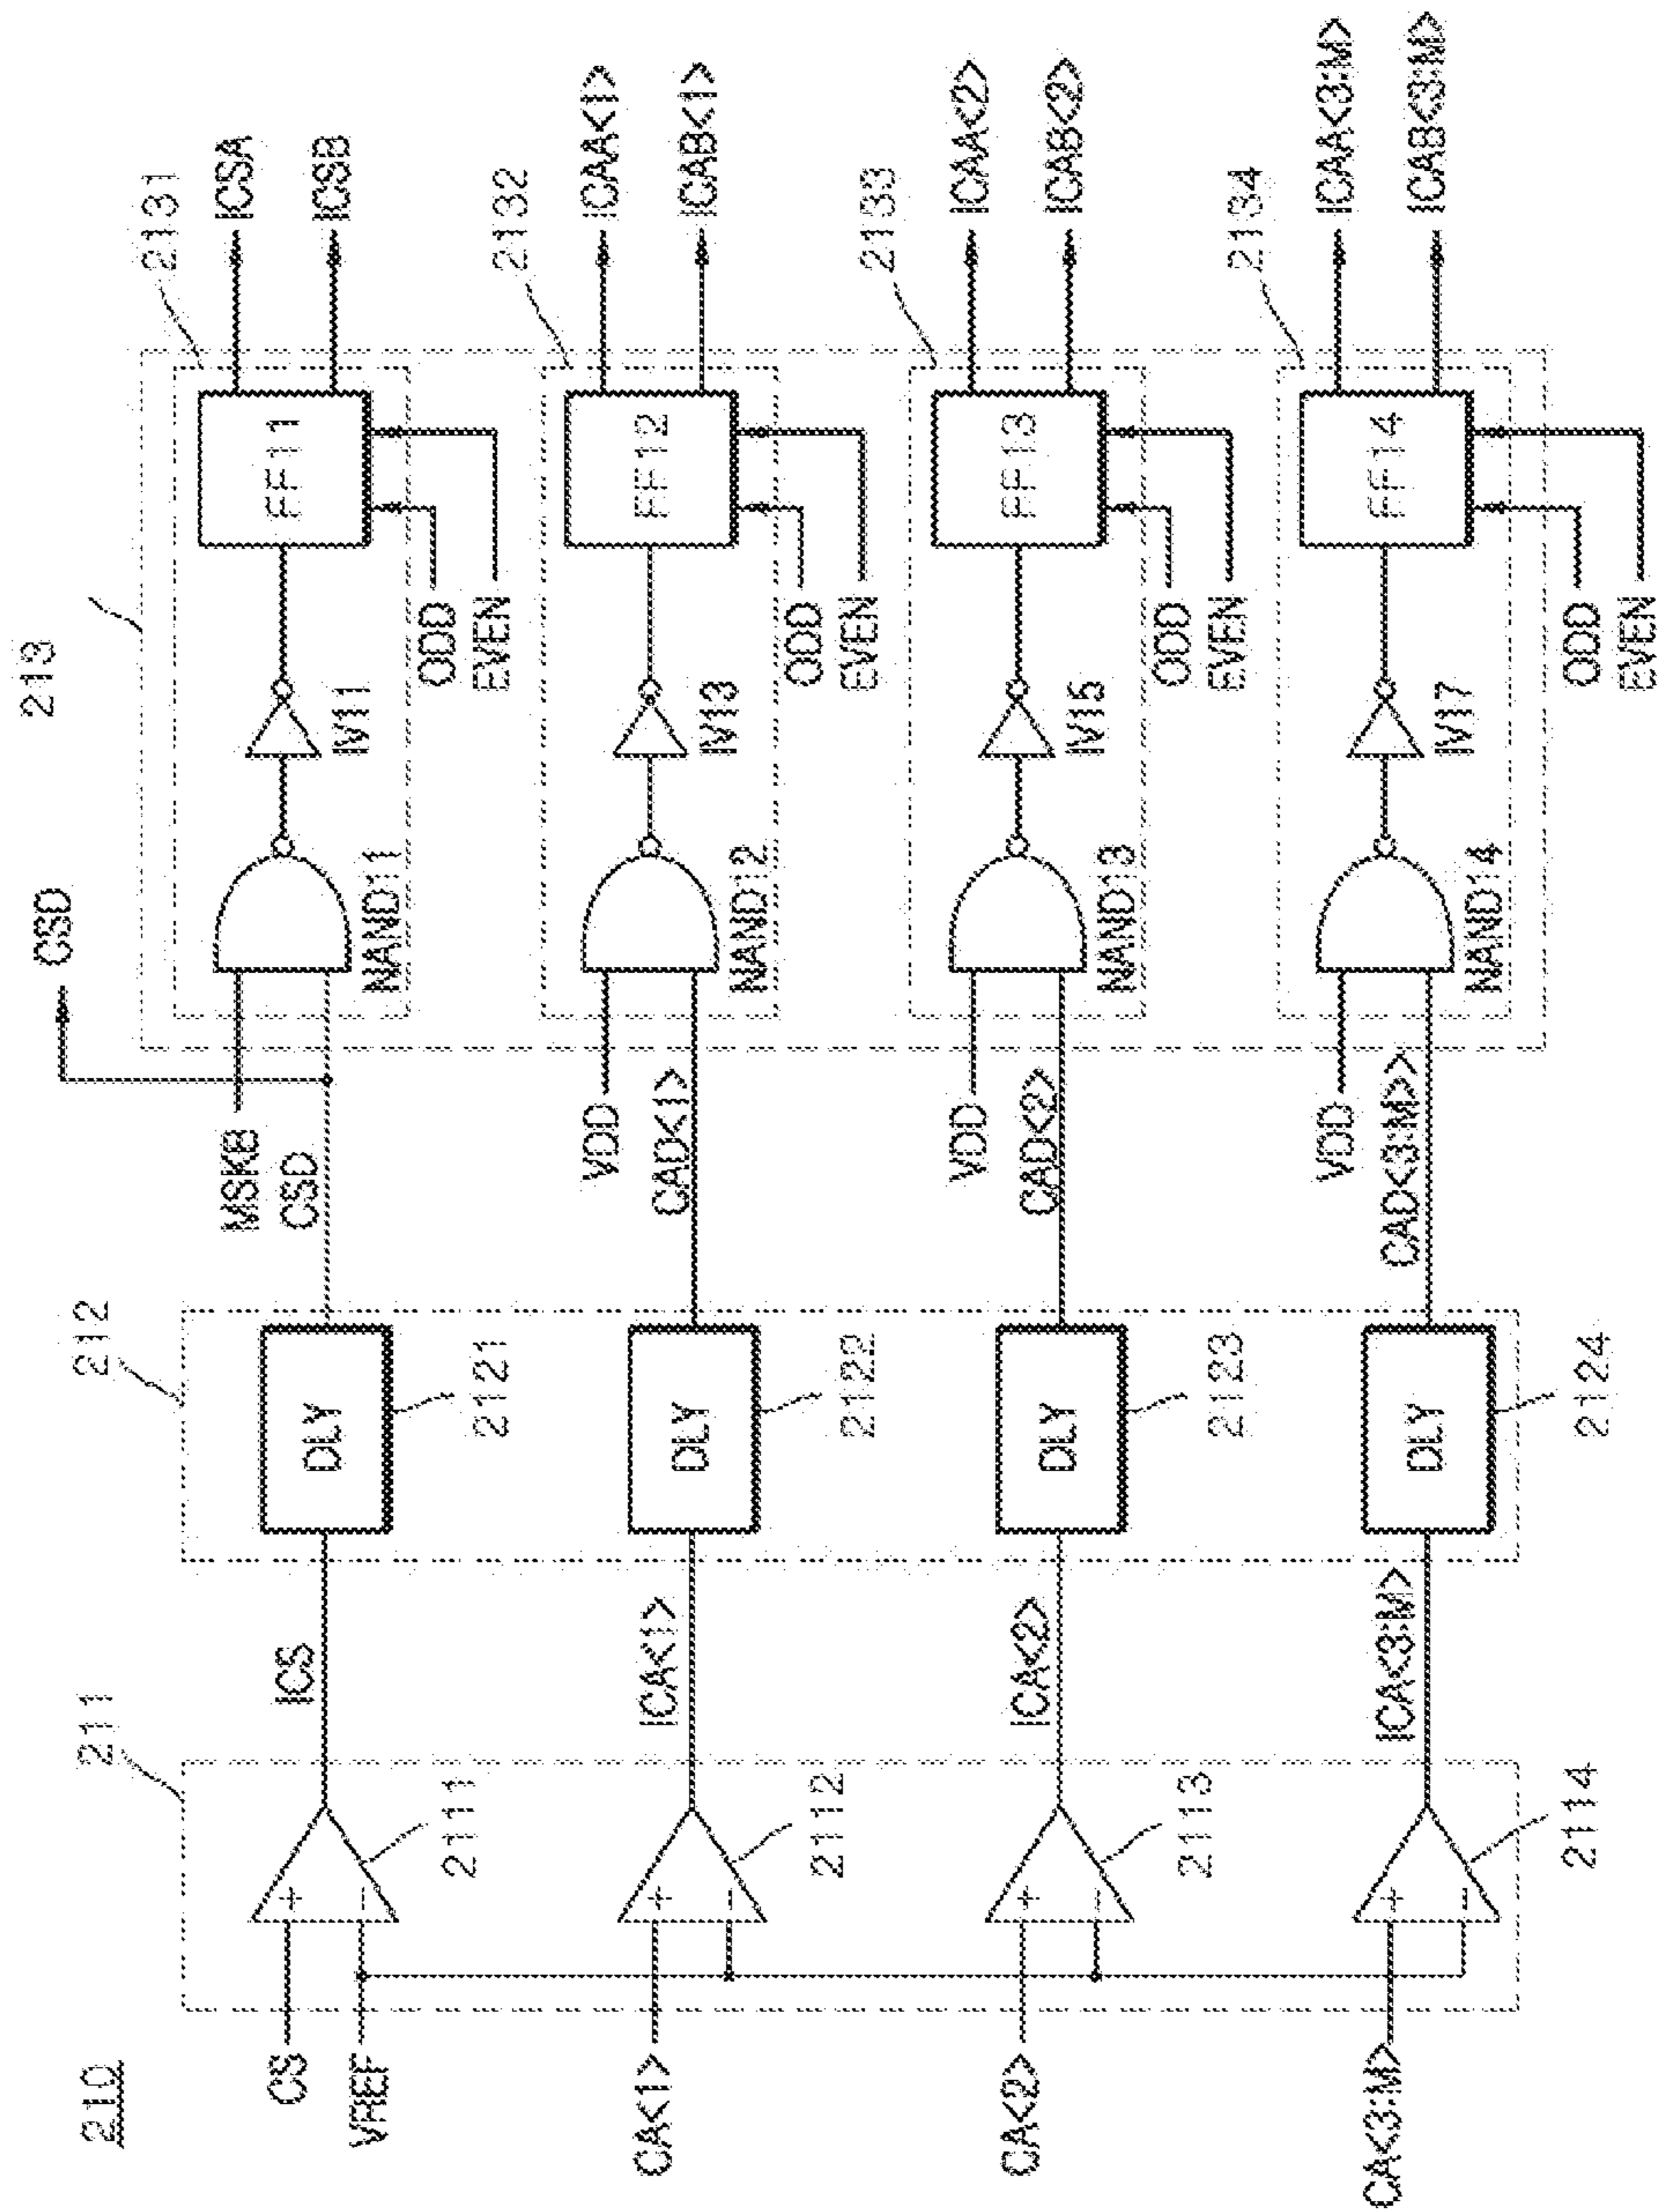 210
211
212
213
CS
VREF
2111
ICS
DLY
2121
MSKB
CSD
CSD
NAND11
IV11
FF11
ODD
EVEN
2131
ICSA
ICSB
CA<1>
2112
ICA<1>
DLY
2122
VDD
CAD<1>
NAND12
IV13
FF12
ODD
EVEN
2132
ICAA<1>
ICAB<1>
CA<2>
2113
ICA<2>
DLY
2123
VDD
CAD<2>
NAND13
IV15
FF13
ODD
EVEN
2133
ICAA<2>
ICAB<2>
CA<3:M>
2114
ICA<3:M>
DLY
2124
VDD
CAD<3:M>>
NAND14
IV17
FF14
ODD
EVEN
2134
ICAA<3:M>
ICAB<3:M>